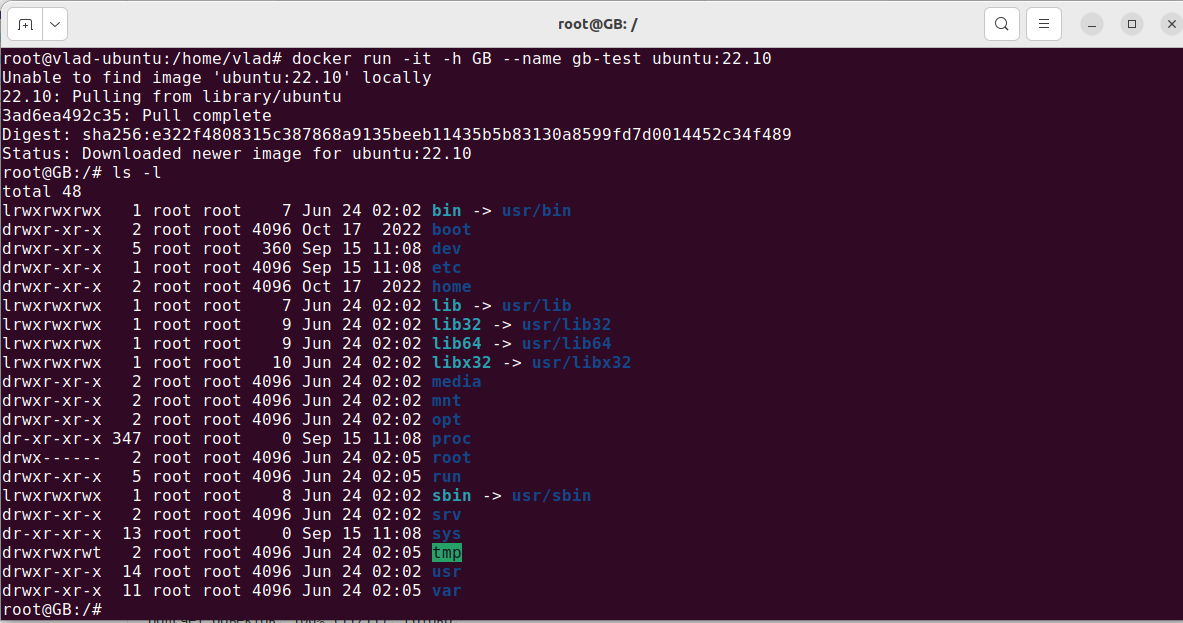 root@GB: /
root@vlad-ubuntu:/home/vlad# docker run -it -h GB --name gb-test ubuntu:22.10
Unable to find image 'ubuntu:22.10' locally
22.10: Pulling from library/ubuntu
3ad6ea492c35: Pull complete
Digest: sha256:e322f4808315c387868a9135beeb11435b5b83130a8599fd7d0014452c34f489
Status: Downloaded newer image for ubuntu:22.10
root@GB:/# ls -l
total 48
lrwxrwxrwx   1 root root    7 Jun 24 02:02 bin -> usr/bin
drwxr-xr-x   2 root root 4096 Oct 17  2022 boot
drwxr-xr-x   5 root root  360 Sep 15 11:08 dev
drwxr-xr-x   1 root root 4096 Sep 15 11:08 etc
drwxr-xr-x   2 root root 4096 Oct 17  2022 home
lrwxrwxrwx   1 root root    7 Jun 24 02:02 lib -> usr/lib
lrwxrwxrwx   1 root root    9 Jun 24 02:02 lib32 -> usr/lib32
lrwxrwxrwx   1 root root    9 Jun 24 02:02 lib64 -> usr/lib64
lrwxrwxrwx   1 root root   10 Jun 24 02:02 libx32 -> usr/libx32
drwxr-xr-x   2 root root 4096 Jun 24 02:02 media
drwxr-xr-x   2 root root 4096 Jun 24 02:02 mnt
drwxr-xr-x   2 root root 4096 Jun 24 02:02 opt
dr-xr-xr-x 347 root root    0 Sep 15 11:08 proc
drwx------   2 root root 4096 Jun 24 02:05 root
drwxr-xr-x   5 root root 4096 Jun 24 02:05 run
lrwxrwxrwx   1 root root    8 Jun 24 02:02 sbin -> usr/sbin
drwxr-xr-x   2 root root 4096 Jun 24 02:02 srv
dr-xr-xr-x  13 root root    0 Sep 15 11:08 sys
drwxrwxrwt   2 root root 4096 Jun 24 02:05 tmp
drwxr-xr-x  14 root root 4096 Jun 24 02:02 usr
drwxr-xr-x  11 root root 4096 Jun 24 02:05 var
root@GB:/#